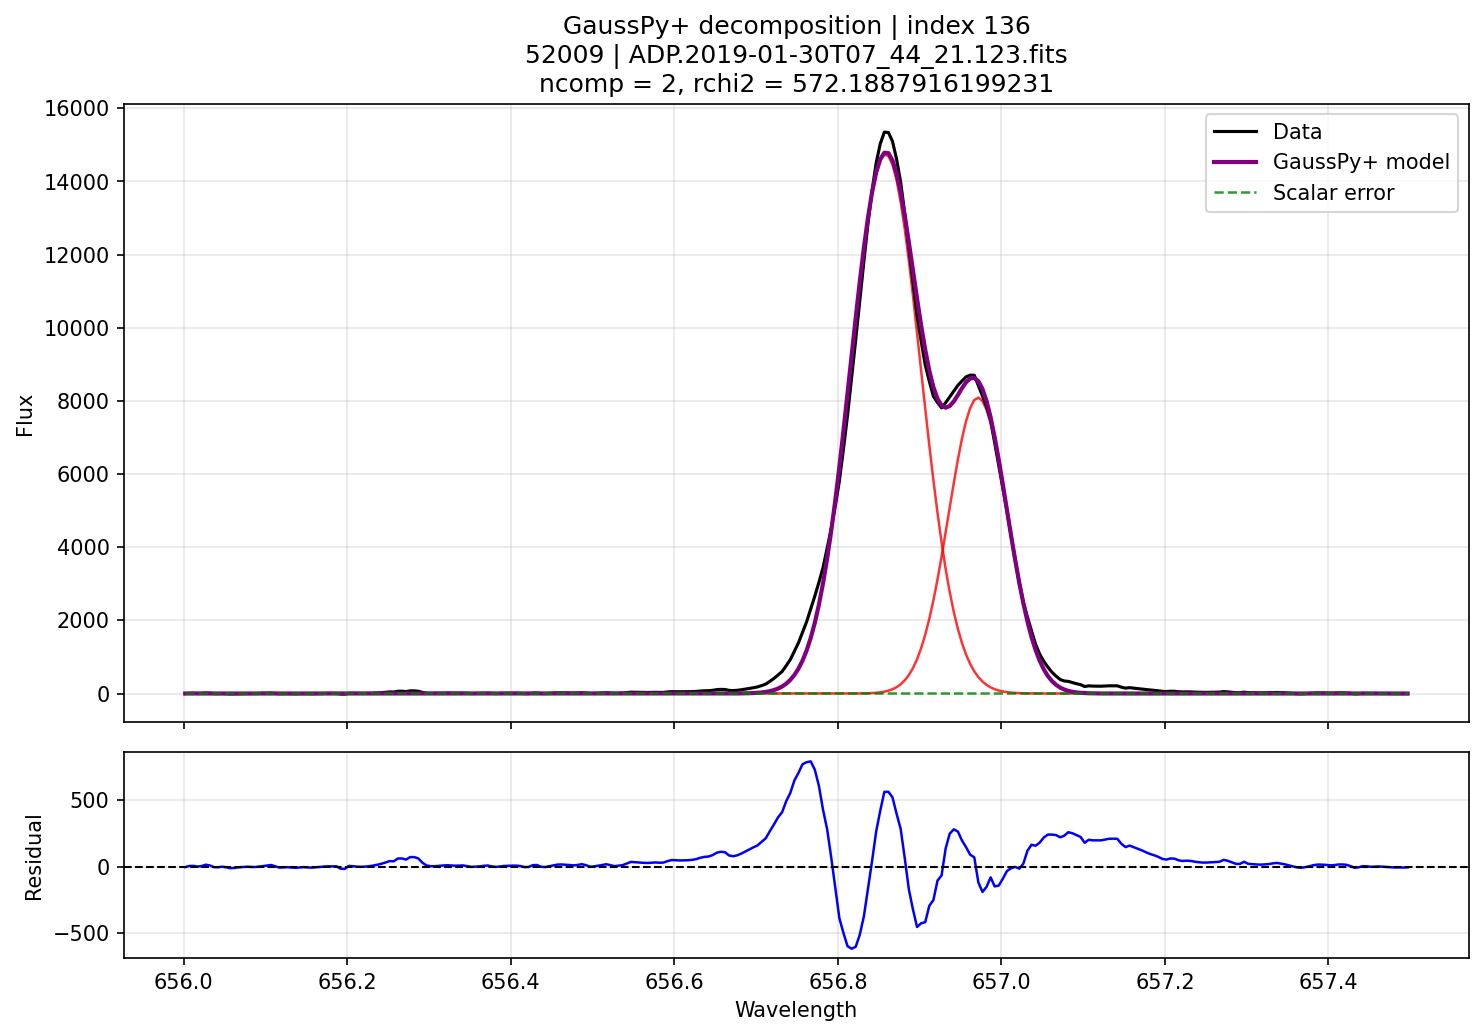 GaussPy+ decomposition | index 136
52009 | ADP.2019-01-30T07_44_21.123.fits
ncomp = 2, rchi2 = 572.1887916199231
Flux
16000
14000
12000
10000
8000
6000
4000
2000
0
Data
GaussPy+ model
Scalar error
Residual
500
0
−500
656.0
656.2
656.4
656.6
656.8
657.0
657.2
657.4
Wavelength